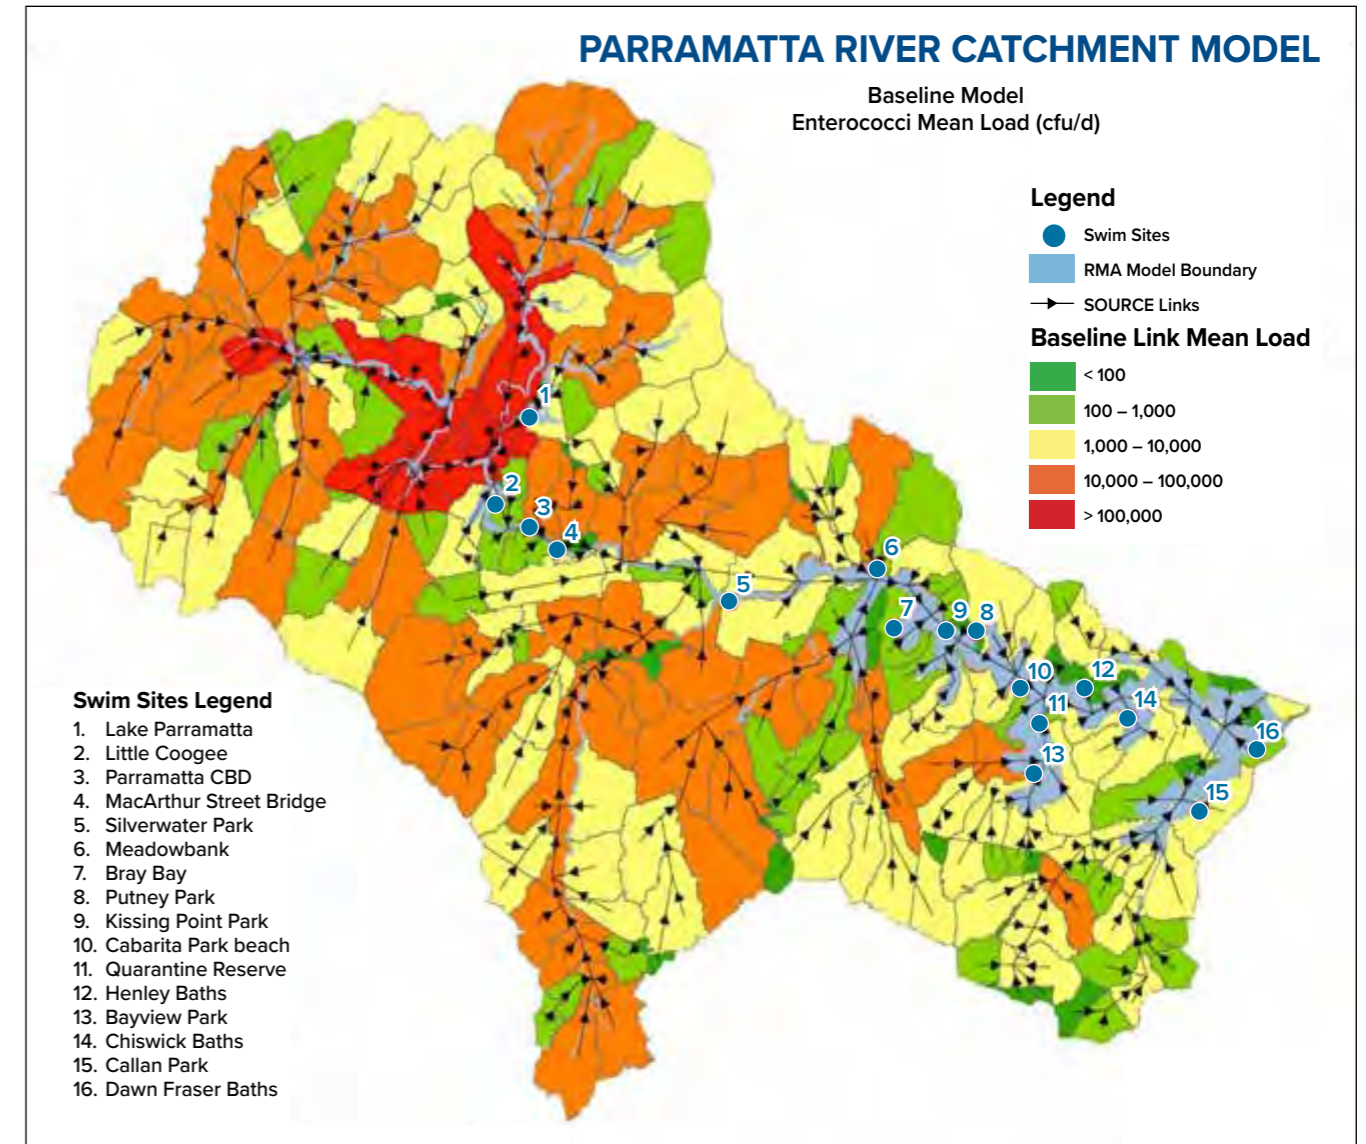 PARRAMATTA RIVER CATCHMENT MODEL
Baseline Model
Enterococci Mean Load (cfu/d)
Legend
Swim Sites
RMA Model Boundary
SOURCE Links
Baseline Link Mean Load
< 100
100 – 1,000
1,000 – 10,000
10,000 – 100,000
> 100,000
1
2
3
4
5
6
7
9
8
10
12
11
14
16
13
15
Swim Sites Legend
1. Lake Parramatta
2. Little Coogee
3. Parramatta CBD
4. MacArthur Street Bridge
5. Silverwater Park
6. Meadowbank
7. Bray Bay
8. Putney Park
9. Kissing Point Park
10. Cabarita Park beach
11. Quarantine Reserve
12. Henley Baths
13. Bayview Park
14. Chiswick Baths
15. Callan Park
16. Dawn Fraser Baths